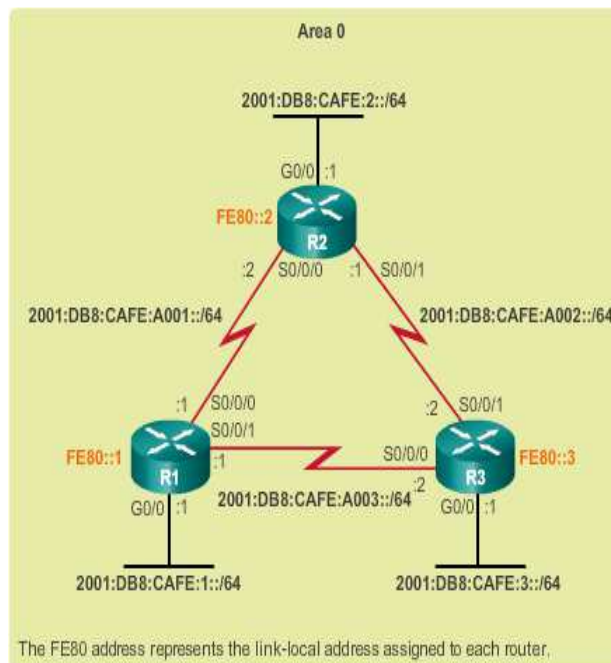 Area 0
2001:DB8:CAFE:2::/64
G0/0 :1
FE80::2
R2
:2 S0/0/0 :1 S0/0/1
2001:DB8:CAFE:A001::/64
2001:DB8:CAFE:A002::/64
:1 S0/0/0
:2 S0/0/1
S0/0/1
S0/0/0
FE80::1
R1
:1
:2
R3
FE80::3
2001:DB8:CAFE:A003::/64
G0/0 :1
G0/0 :1
2001:DB8:CAFE:1::/64
2001:DB8:CAFE:3::/64
The FE80 address represents the link-local address assigned to each router.